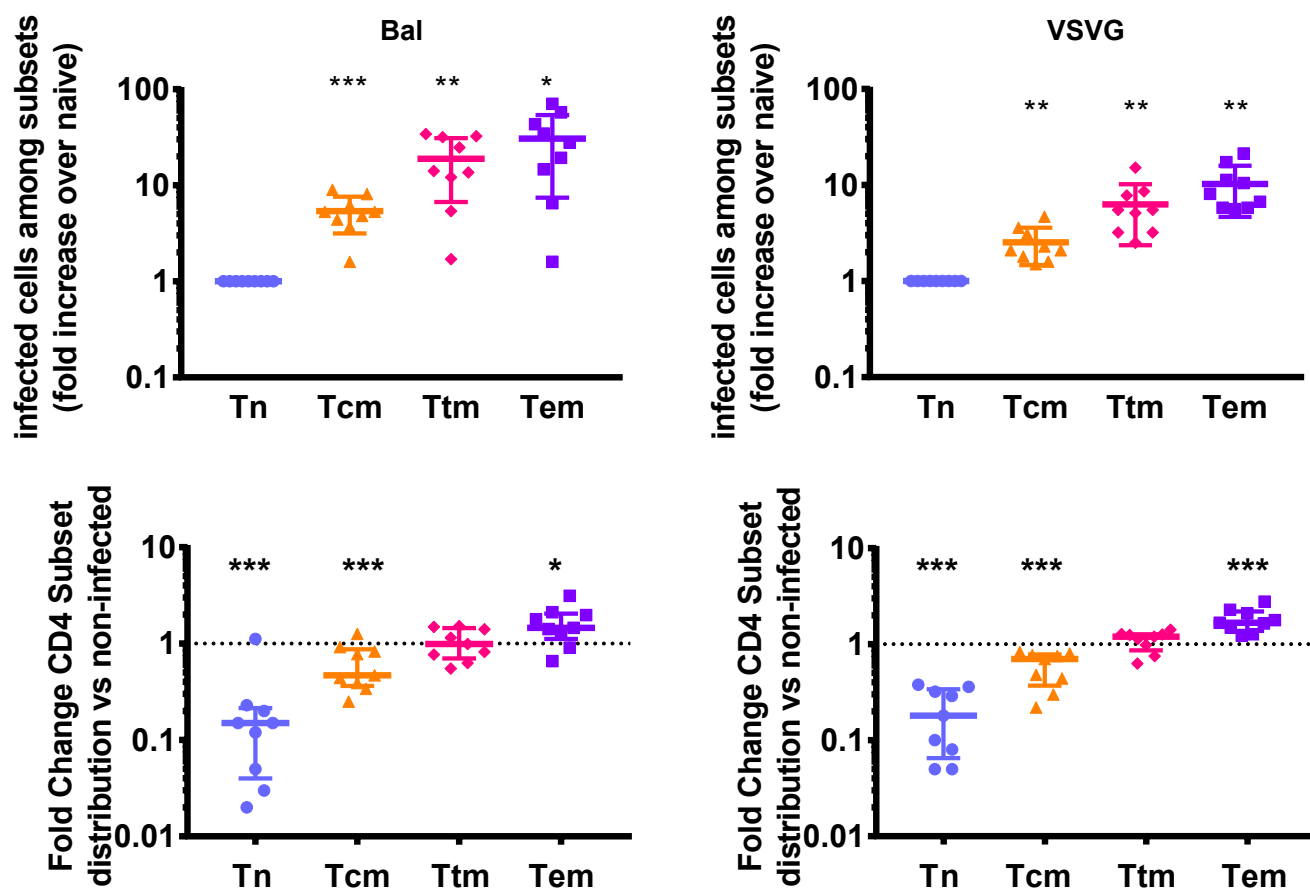 Bal
infected cells among subsets
(fold increase over naive)
100
10
1
0.1
***
**
*
Tn Tcm Ttm Tem
VSVG
infected cells among subsets
(fold increase over naive)
100
10
1
0.1
**
**
**
Tn Tcm Ttm Tem
Fold Change CD4 Subset
distribution vs non-infected
10
1
0.1
0.01
***
***
*
Tn Tcm Ttm Tem
Fold Change CD4 Subset
distribution vs non-infected
10
1
0.1
0.01
***
***
***
Tn Tcm Ttm Tem